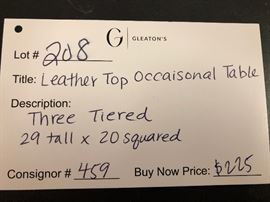 Lot # 208 G GLEATON'S
Title: Leather Top Occaisonal Table
Description:
Three Tiered
29 tall x 20 squared
Consignor # 459 Buy Now Price: $225